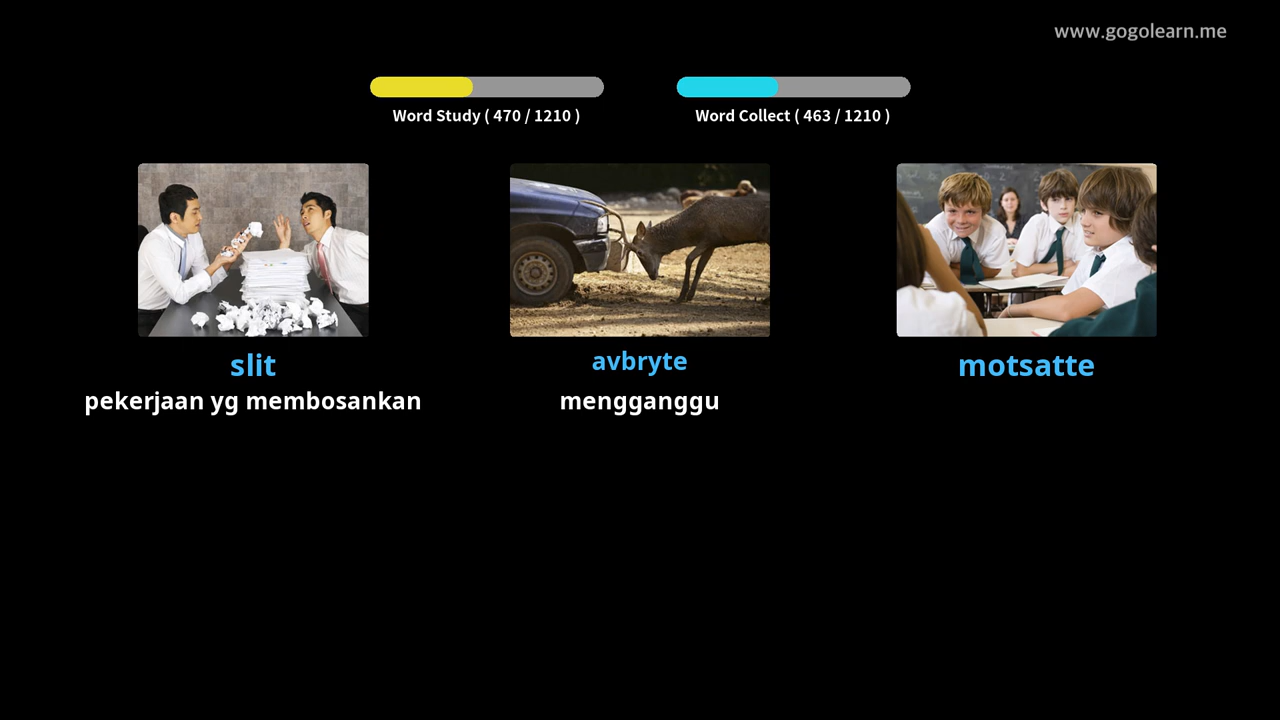 www.gogolearn.me
Word Study ( 470 / 1210 )
Word Collect ( 463 / 1210 )
slit
avbryte
motsatte
pekerjaan yg membosankan
mengganggu